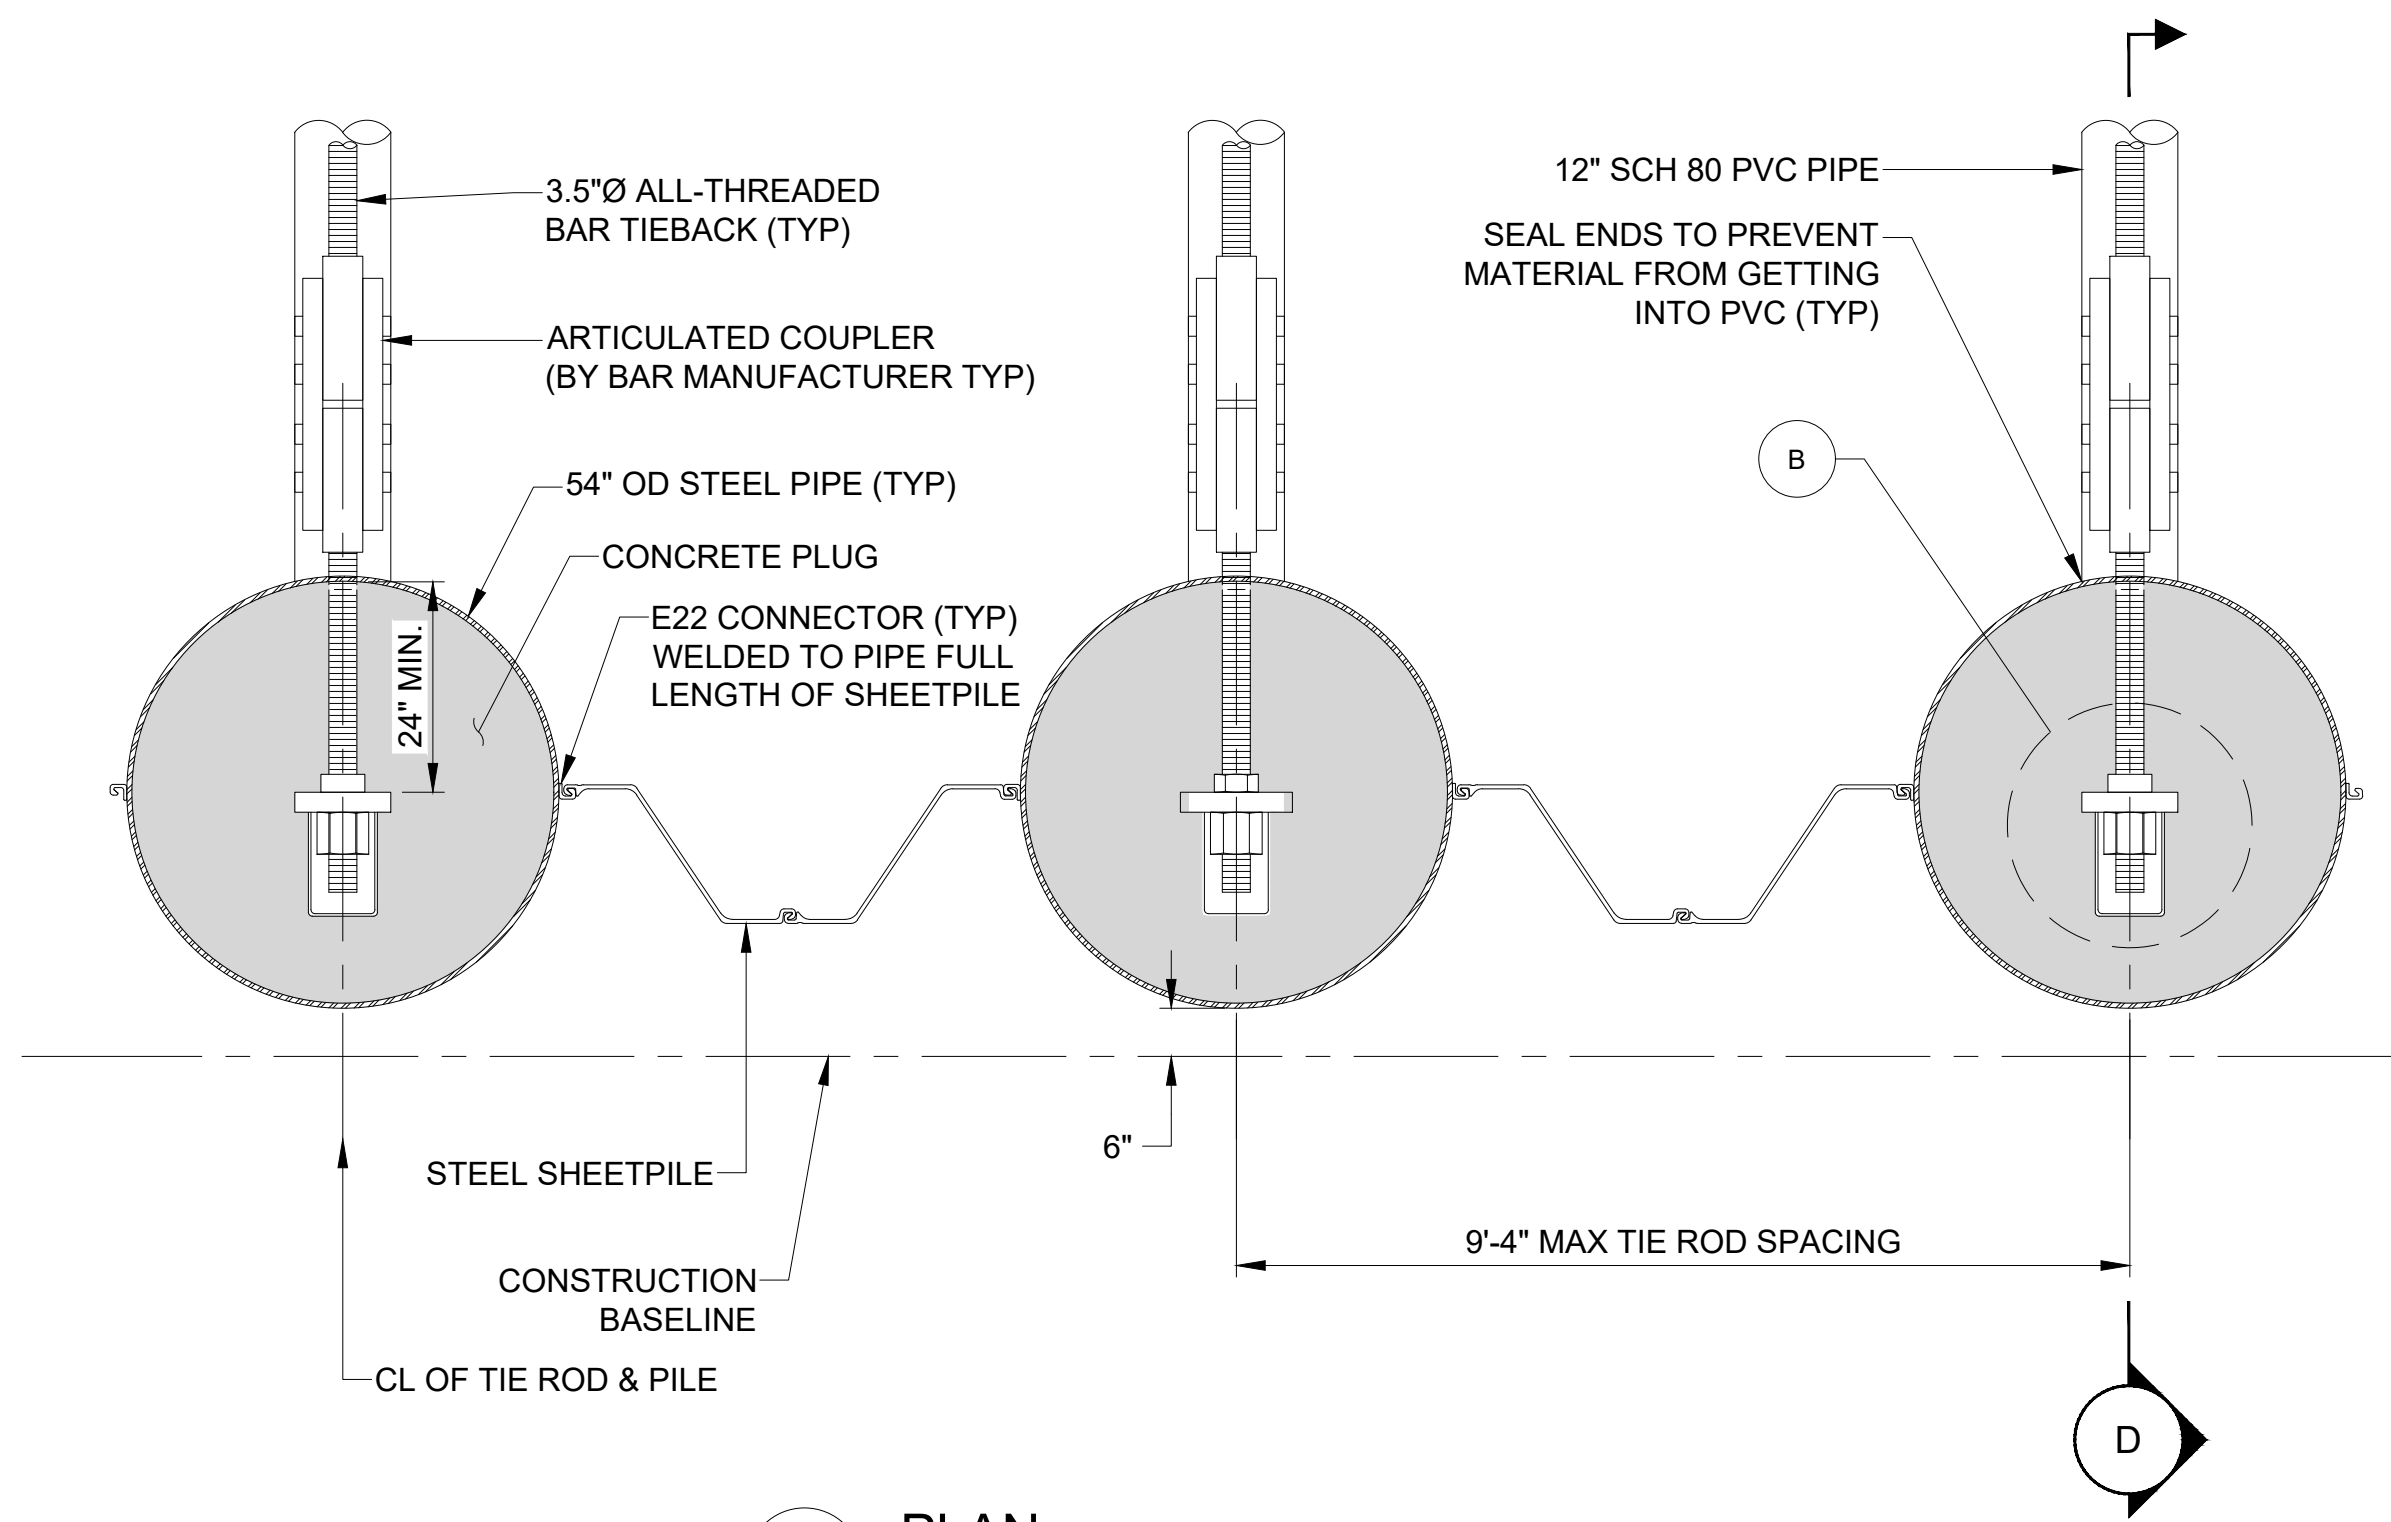 3.5"Ø ALL-THREADED
BAR TIEBACK (TYP)
12" SCH 80 PVC PIPE
SEAL ENDS TO PREVENT
MATERIAL FROM GETTING
INTO PVC (TYP)
ARTICULATED COUPLER
(BY BAR MANUFACTURER TYP)
B
54" OD STEEL PIPE (TYP)
CONCRETE PLUG
E22 CONNECTOR (TYP)
WELDED TO PIPE FULL
LENGTH OF SHEETPILE
24" MIN.
6"
STEEL SHEETPILE
9'-4" MAX TIE ROD SPACING
CONSTRUCTION
BASELINE
CL OF TIE ROD & PILE
D
PLAN